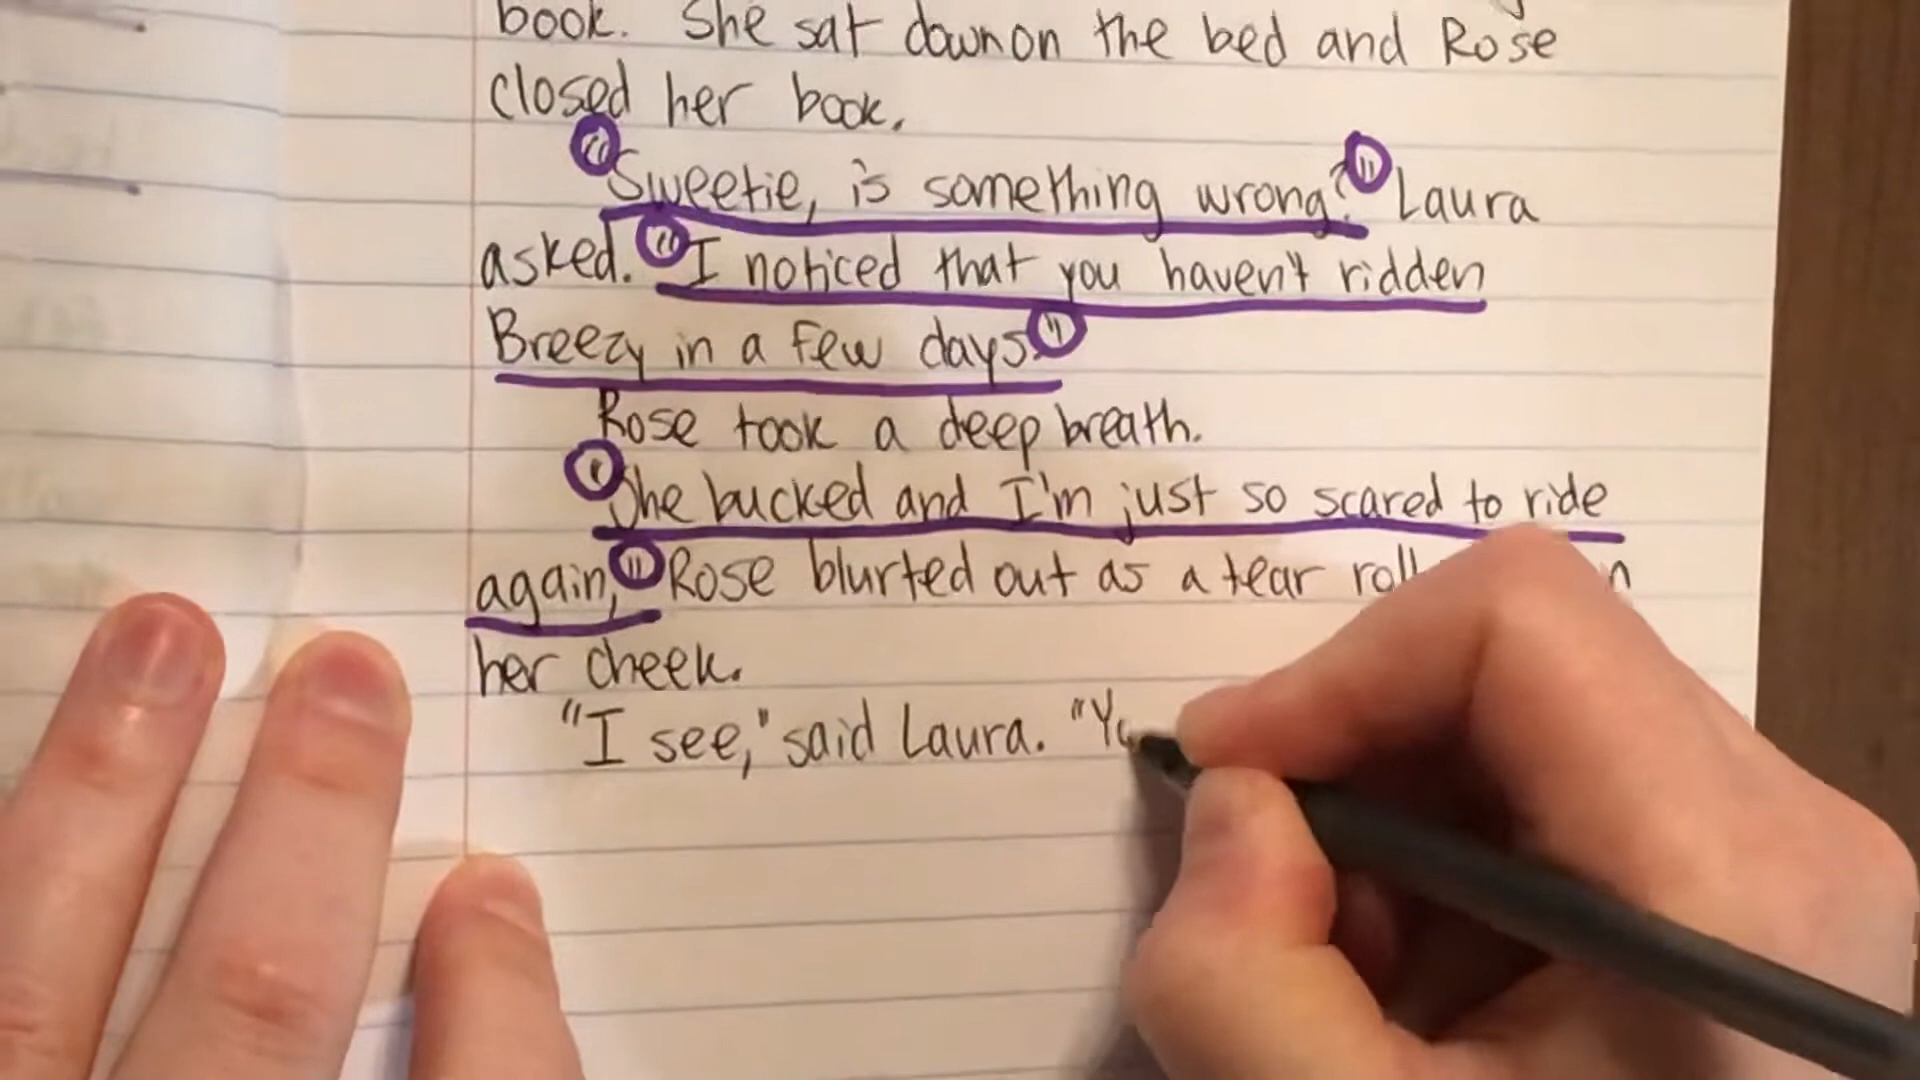 book. She sat down on the bed and Rose
closed her book.
"Sweetie, is something wrong?" Laura
asked. "I noticed that you haven't ridden
Breezy in a few days."
Rose took a deep breath.
"She bucked and I'm just so scared to ride
again," Rose blurted out as a tear
her cheek.
"I see," said Laura. "Yo